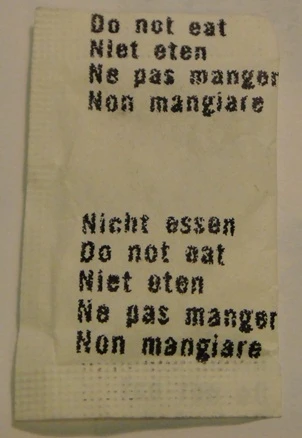 Do not eat
Niet eten
Ne pas manger
Non mangiare
Nicht essen
Do not eat
Niet eten
Ne pas manger
Non mangiare